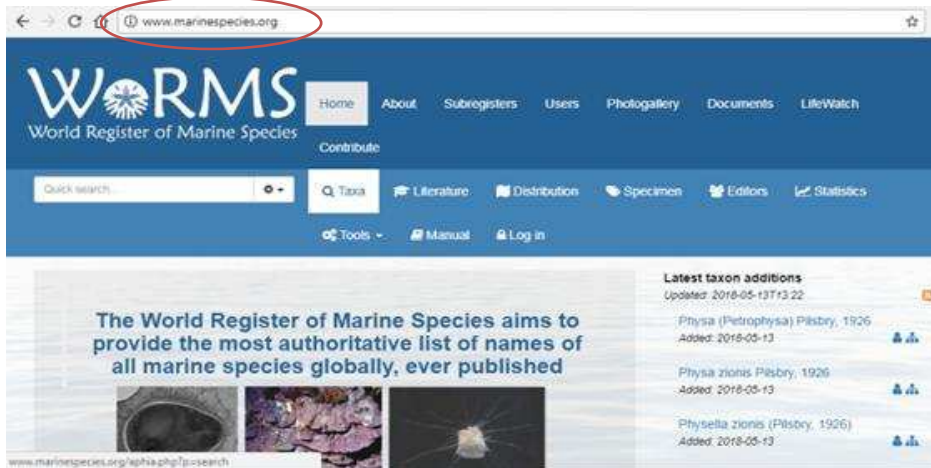 www.marinespecies.org
WoRMS
World Register of Marine Species
Home About Subregisters Users Photogallery Documents LifeWatch
Contribute
Quick search...
Taxa Literature Distribution Specimen Editors Statistics
Tools Manual Log in
The World Register of Marine Species aims to
provide the most authoritative list of names of
all marine species globally, ever published
Latest taxon additions
Updated: 2018-05-13T13:22
Physa (Petrophysa) Pilsbry, 1926
Added: 2018-05-13
Physa zionis Pilsbry, 1926
Added: 2018-05-13
Physella zionis (Pilsbry, 1926)
Added: 2018-05-13
www.marinespecies.org/aphia.php?p=search